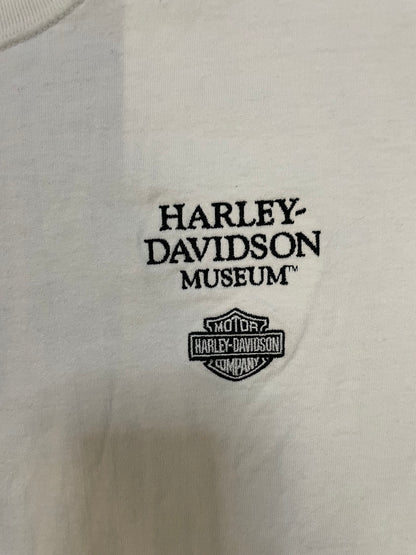 HARLEY-
DAVIDSON
MUSEUM™
MOTOR
HARLEY-DAVIDSON
COMPANY